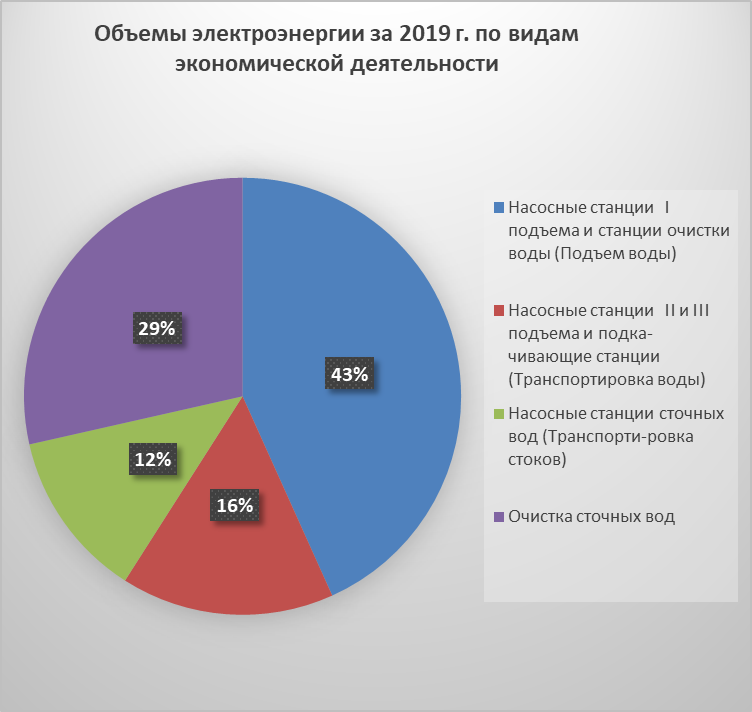 Объемы электроэнергии за 2019 г. по видам
экономической деятельности
29%
43%
12%
16%
Насосные станции I
подъема и станции очистки
воды (Подъем воды)
Насосные станции II и III
подъема и подка-
чивающие станции
(Транспортировка воды)
Насосные станции сточных
вод (Транспорти-ровка
стоков)
Очистка сточных вод